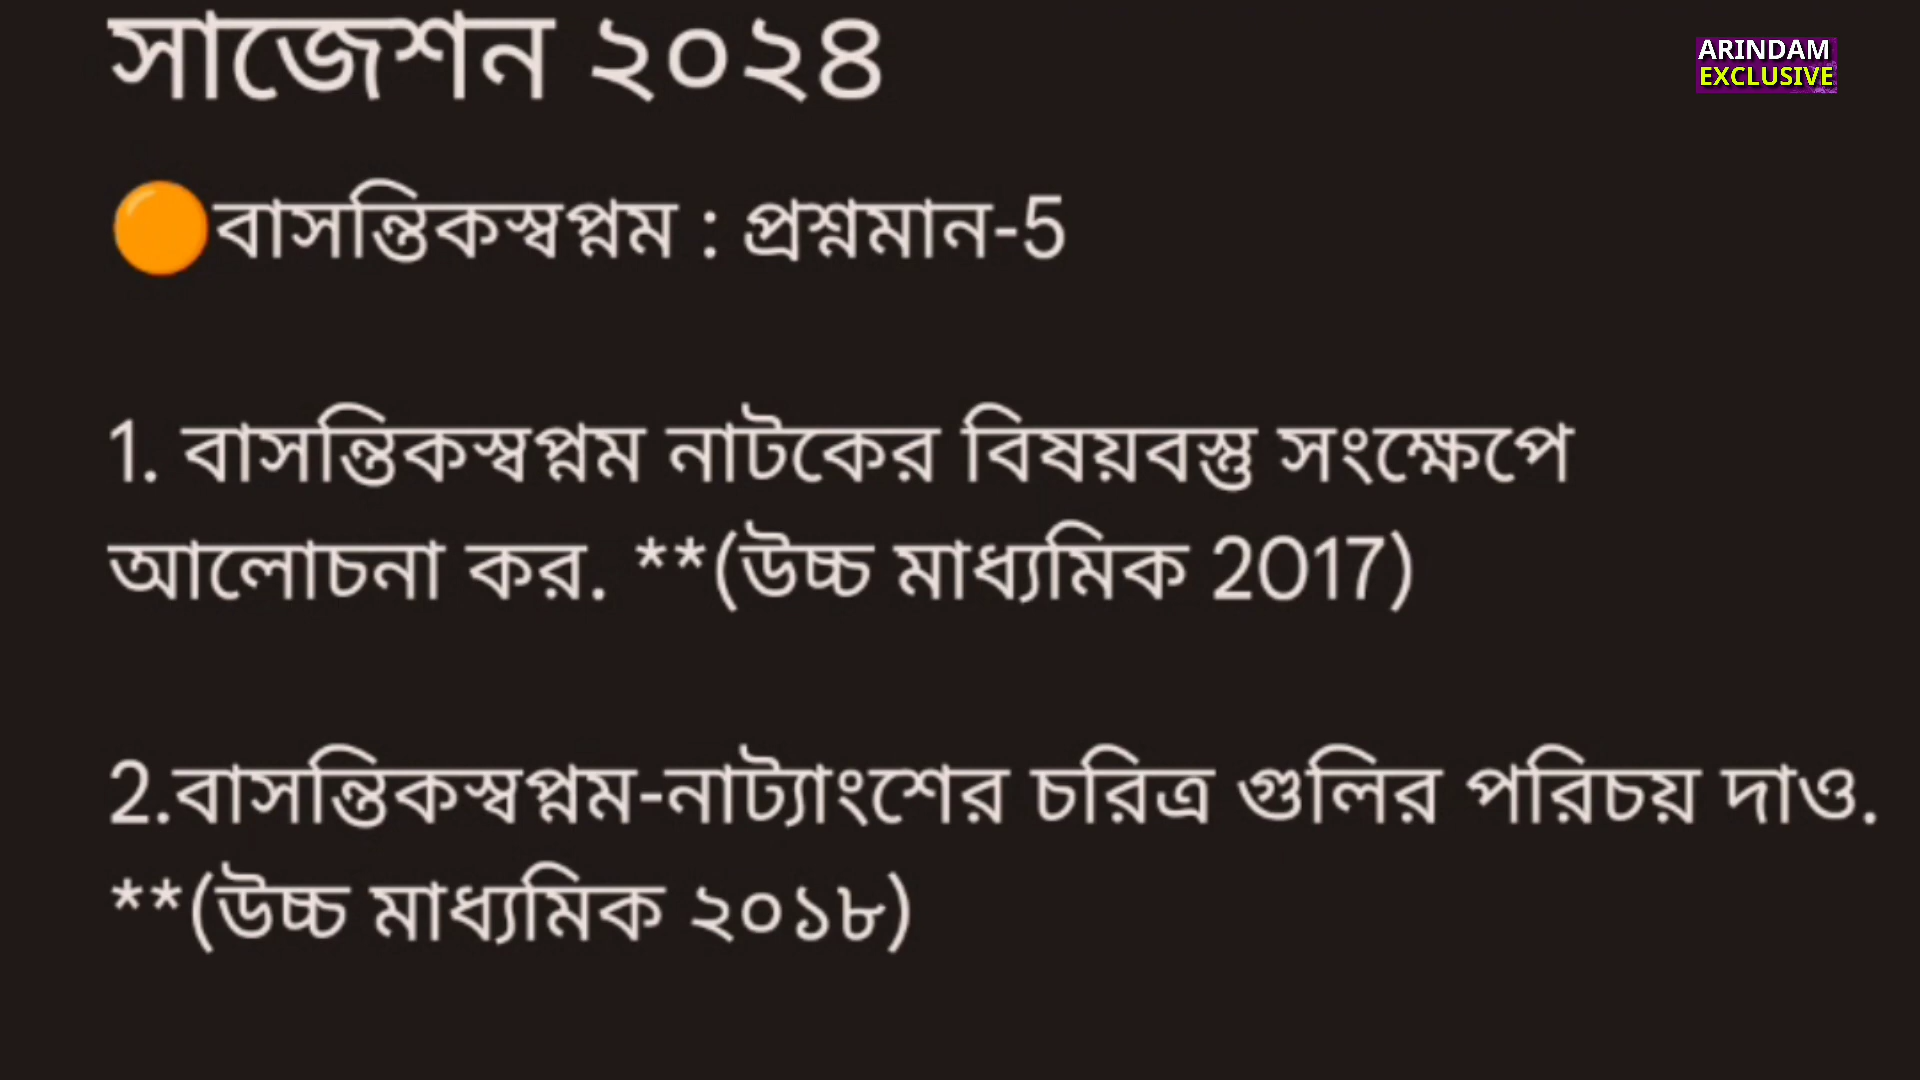 সাজেশন ২০২৪
ARINDAM
EXCLUSIVE
বাসন্তিকস্বপ্নম : প্রশ্নমান-5
1. বাসন্তিকস্বপ্নম নাটকের বিষয়বস্তু সংক্ষেপে
আলোচনা কর. **(উচ্চ মাধ্যমিক 2017)
2.বাসন্তিকস্বপ্নম-নাট্যাংশের চরিত্র গুলির পরিচয় দাও.
**(উচ্চ মাধ্যমিক ২০১৮)